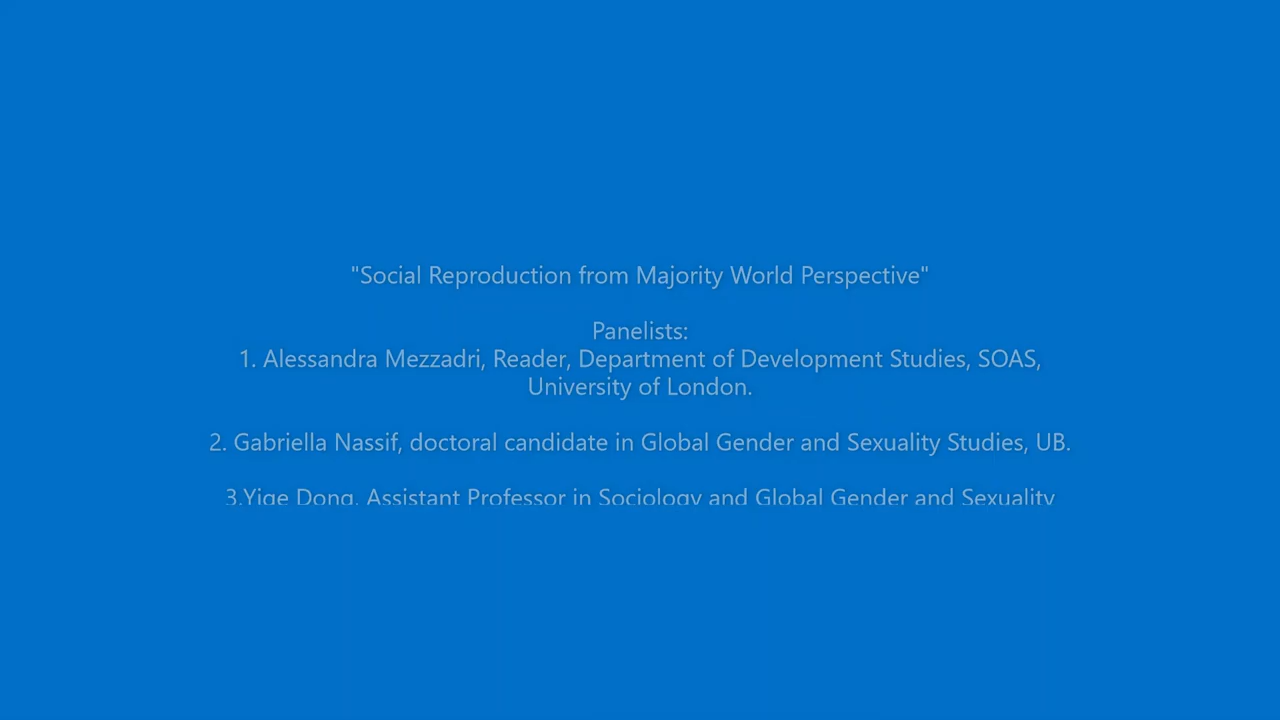 "Social Reproduction from Majority World Perspective"
Panelists:
1. Alessandra Mezzadri, Reader, Department of Development Studies, SOAS,
University of London.
2. Gabriella Nassif, doctoral candidate in Global Gender and Sexuality Studies, UB.
3.Yige Dong, Assistant Professor in Sociology and Global Gender and Sexuality